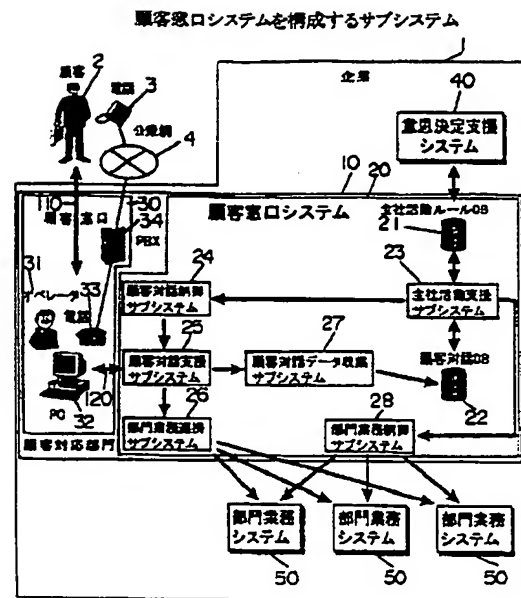 顧客窓口システムを構成するサブシステム
1
企業
2
顧客
電話
3
公衆網
4
40
意思決定支援
システム
10
20
110
顧客窓口
30
34
PBX
顧客窓口システム
全社活動ルールDB
21
31
オペレータ
33
電話
24
顧客対話制御
サブシステム
23
全社活動支援
サブシステム
25
顧客対話支援
サブシステム
27
顧客対話データ収集
サブシステム
顧客対話DB
22
120
PC
32
26
部門業務連携
サブシステム
28
部門業務制御
サブシステム
顧客対応部門
部門業務
システム
部門業務
システム
部門業務
システム
50
50
50